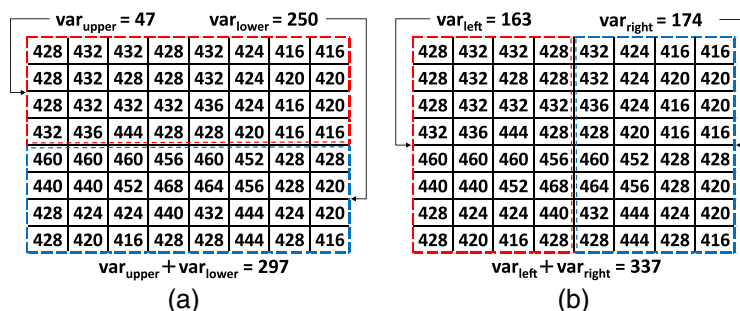 var_upper = 47 var_lower = 250
428 432 432 428 432 424 416 416
428 432 428 428 432 424 420 420
428 432 432 432 436 424 416 420
432 436 444 428 428 420 416 416
460 460 460 456 460 452 428 428
440 440 452 468 464 456 428 420
428 424 424 440 432 444 424 420
428 420 416 428 428 444 428 416
var_upper + var_lower = 297
(a)
var_left = 163 var_right = 174
428 432 432 428 432 424 416 416
428 432 428 428 432 424 420 420
428 432 432 432 436 424 416 420
432 436 444 428 428 420 416 416
460 460 460 456 460 452 428 428
440 440 452 468 464 456 428 420
428 424 424 440 432 444 424 420
428 420 416 428 428 444 428 416
var_left + var_right = 337
(b)